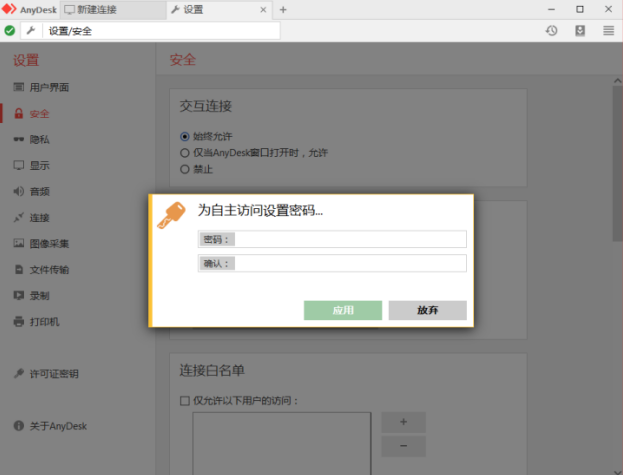 AnyDesk 新建连接 设置
设置/安全
设置
用户界面
安全
隐私
显示
音频
连接
图像采集
文件传输
录制
打印机
许可证密钥
关于AnyDesk
安全
交互连接
始终允许
仅当AnyDesk窗口打开时，允许
禁止
为自主访问设置密码...
密码：
确认：
应用 放弃
连接白名单
仅允许以下用户的访问：
+
−